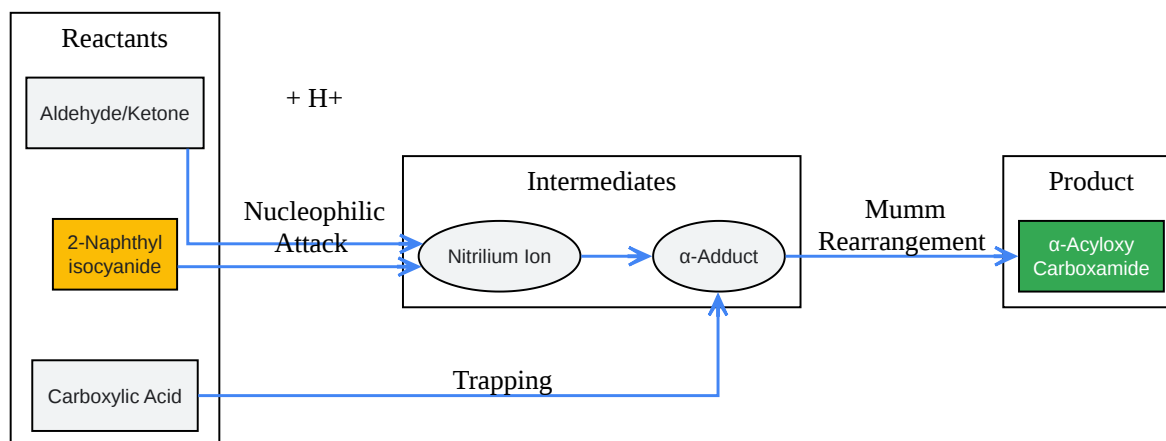 Reactants
Aldehyde/Ketone
+ H+
2-Naphthyl
isocyanide
Carboxylic Acid
Nucleophilic
Attack
Trapping
Intermediates
Nitrilium Ion
α-Adduct
Mumm
Rearrangement
Product
α-Acyloxy
Carboxamide